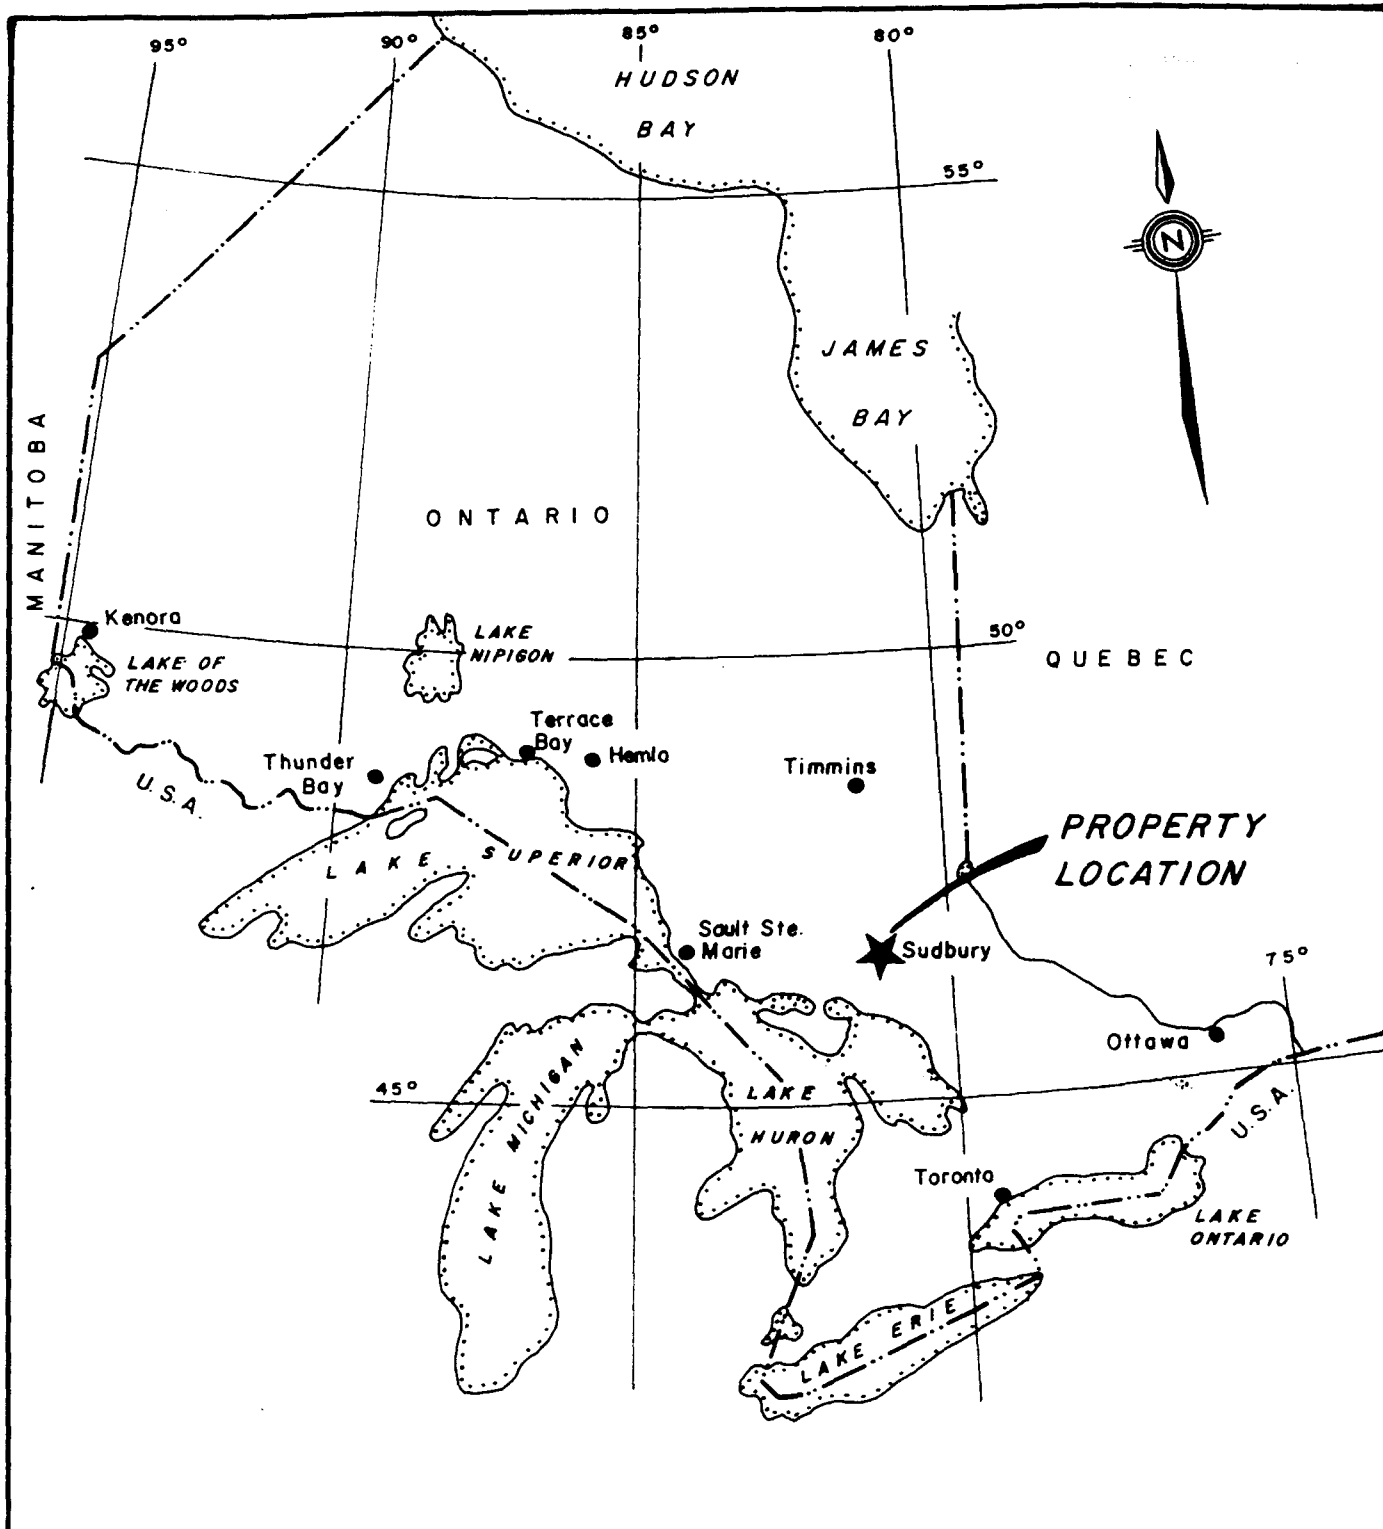 95°
90°
85°
80°
HUDSON
BAY
55°
N
JAMES
BAY
MANITOBA
ONTARIO
Kenora
LAKE OF
THE WOODS
LAKE
NIPIGON
50°
QUEBEC
Terrace
Bay
Hemlo
Thunder
Bay
U.S.A.
Timmins
PROPERTY
LOCATION
LAKE SUPERIOR
Sault Ste.
Marie
Sudbury
75°
Ottawa
45°
LAKE MICHIGAN
LAKE
HURON
U.S.A.
Toronto
LAKE
ONTARIO
LAKE ERIE